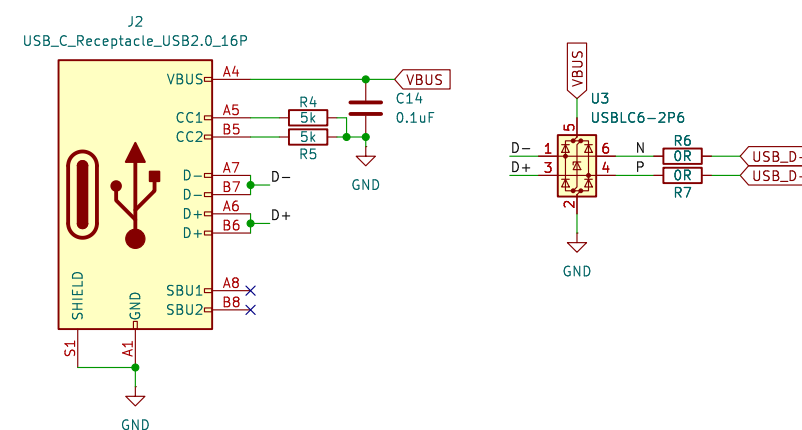 J2
USB_C_Receptacle_USB2.0_16P
VBUS A4
VBUS
CC1 A5
R4
5k
CC2 B5
5k
R5
C14
0.1uF
GND
D- A7
D- B7
D-
D+ A6
D+ B6
D+
SBU1 A8
SBU2 B8
SHIELD
GND
S1
A1
GND
VBUS
U3
USBLC6-2P6
5
D- 1
D+ 3
6 N
4 P
2
R6
0R
0R
R7
USB_D-
USB_D
GND